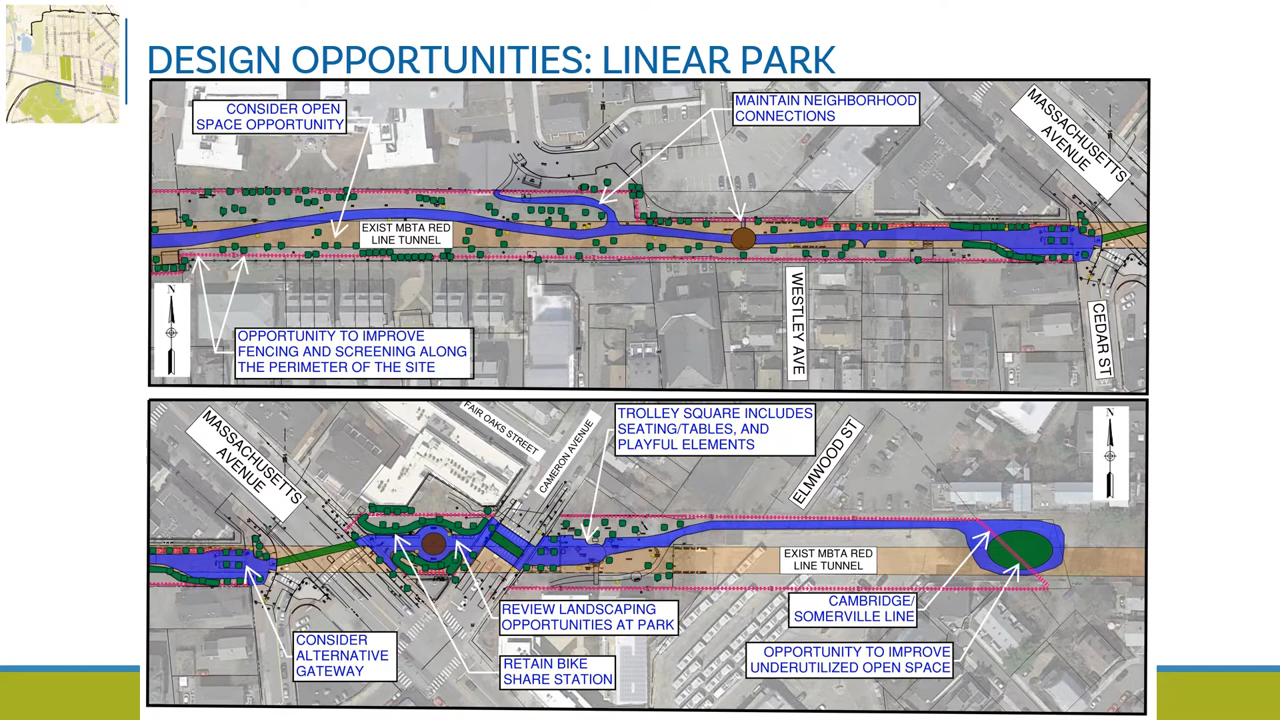 DESIGN OPPORTUNITIES: LINEAR PARK
CONSIDER OPEN
SPACE OPPORTUNITY
MAINTAIN NEIGHBORHOOD
CONNECTIONS
MASSACHUSETTS
AVENUE
EXIST MBTA RED
LINE TUNNEL
N
OPPORTUNITY TO IMPROVE
FENCING AND SCREENING ALONG
THE PERIMETER OF THE SITE
WESTLEY AVE
CEDAR ST
MASSACHUSETTS
AVENUE
FAIR OAKS STREET
CAMERON AVENUE
TROLLEY SQUARE INCLUDES
SEATING/TABLES, AND
PLAYFUL ELEMENTS
ELMWOOD ST
N
EXIST MBTA RED
LINE TUNNEL
CAMBRIDGE/
SOMERVILLE LINE
REVIEW LANDSCAPING
OPPORTUNITIES AT PARK
CONSIDER
ALTERNATIVE
GATEWAY
RETAIN BIKE
SHARE STATION
OPPORTUNITY TO IMPROVE
UNDERUTILIZED OPEN SPACE